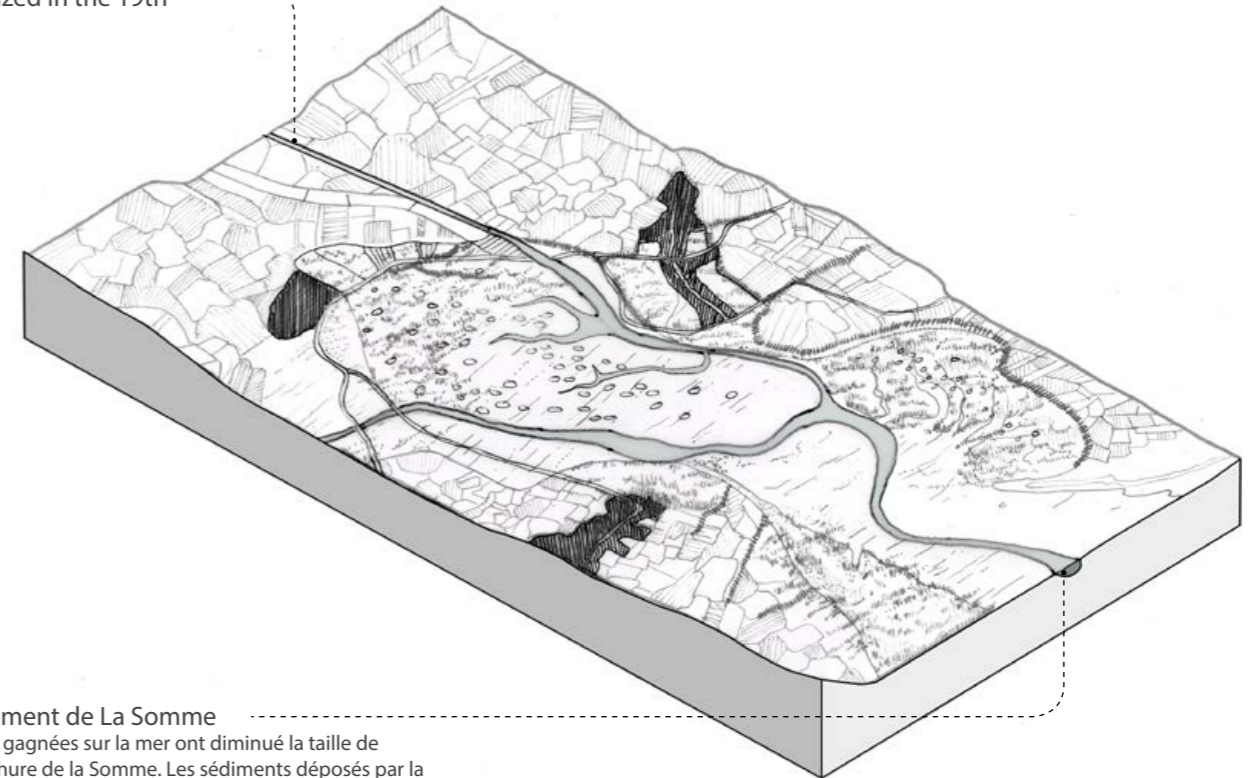 zed in the 19th
ment de La Somme
gagnées sur la mer ont diminué la taille de
hure de la Somme. Les sédiments déposés par la